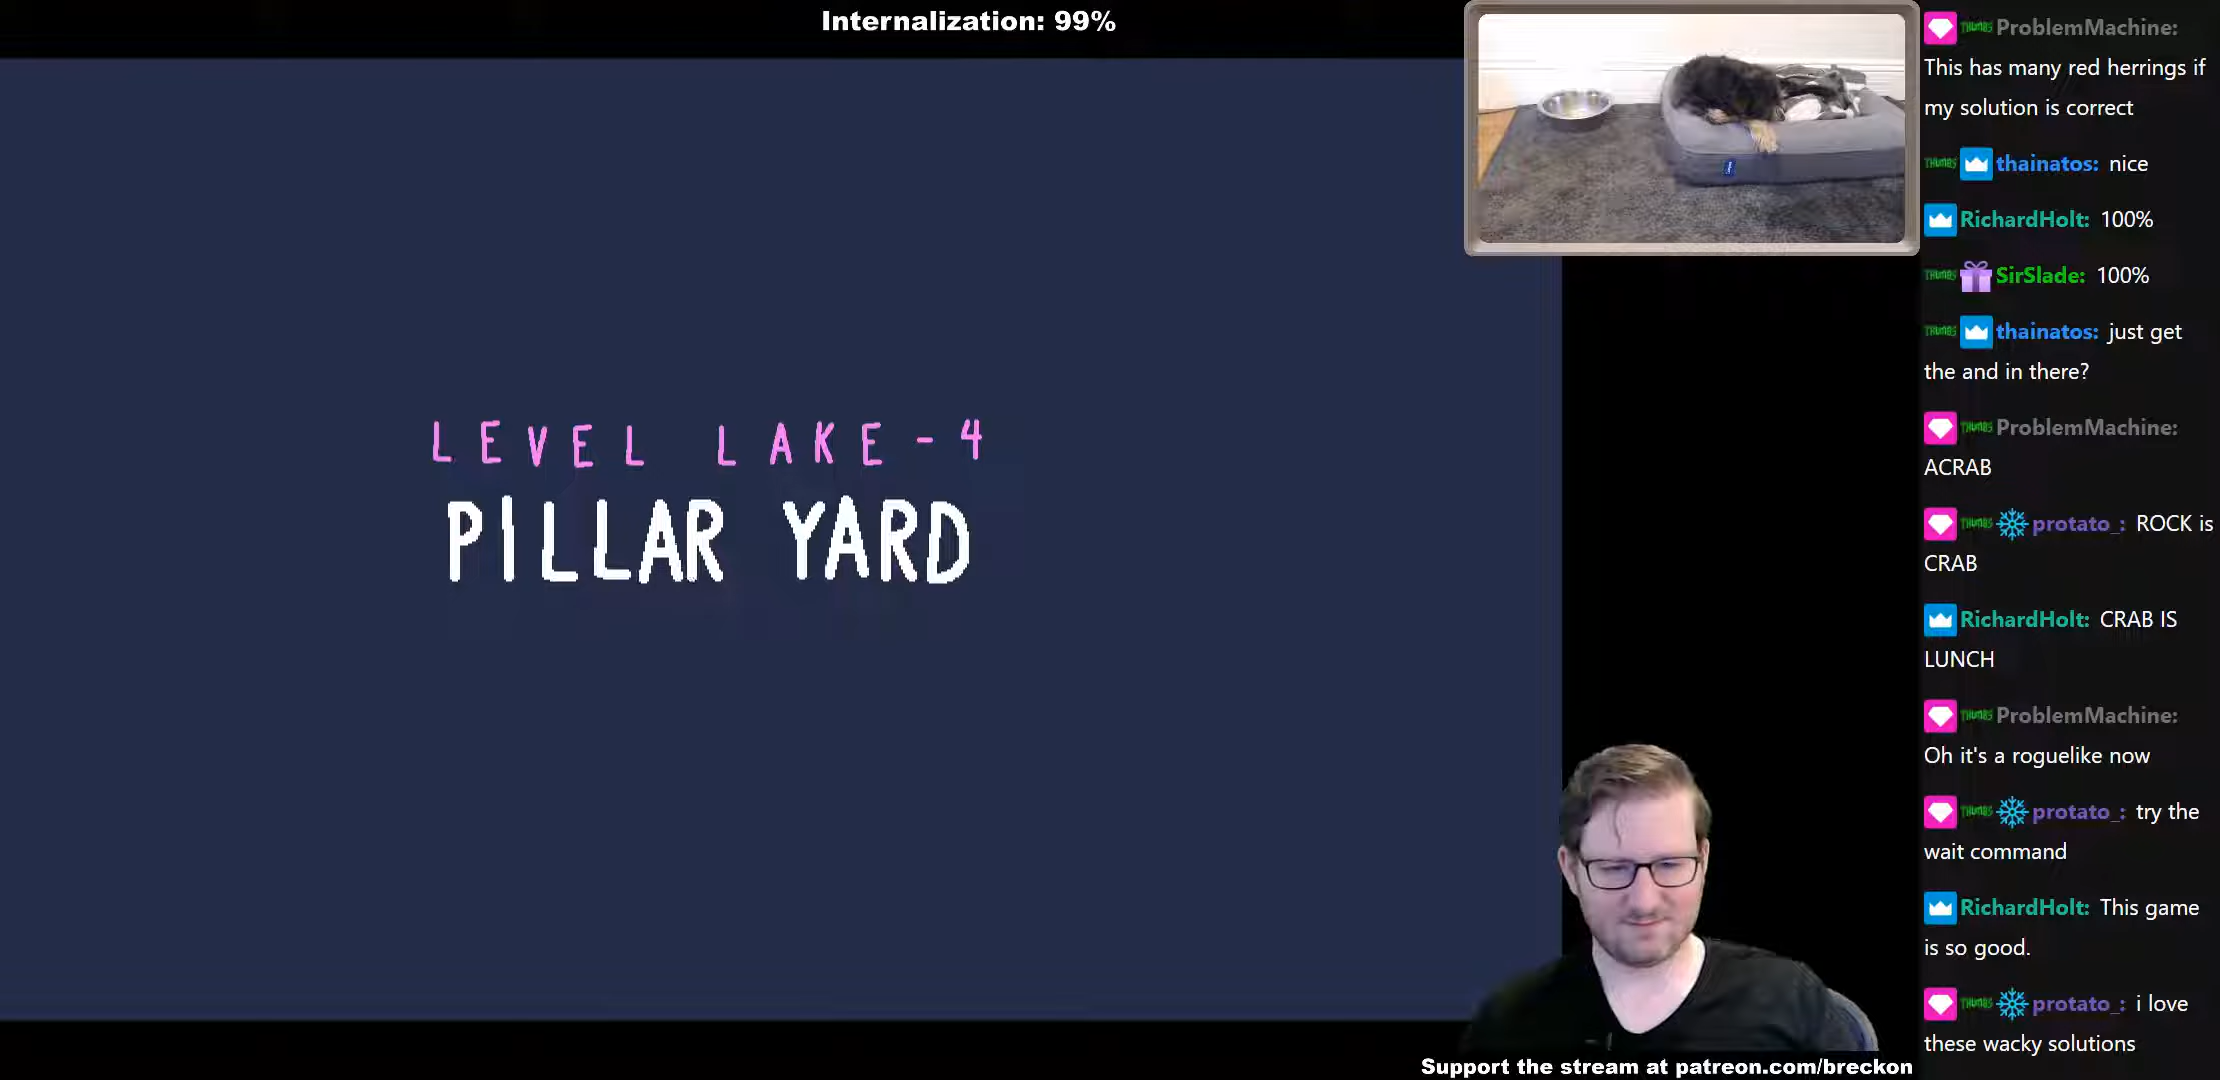 Internalization: 99%
LEVEL LAKE-4
PILLAR YARD
ProblemMachine:
This has many red herrings if
my solution is correct
thainatos: nice
RichardHolt: 100%
SirSlade: 100%
thainatos: just get
the and in there?
ProblemMachine:
ACRAB
protato_: ROCK is
CRAB
RichardHolt: CRAB IS
LUNCH
ProblemMachine:
Oh it's a roguelike now
protato_: try the
wait command
RichardHolt: This game
is so good.
protato_: i love
these wacky solutions
Support the stream at patreon.com/breckon